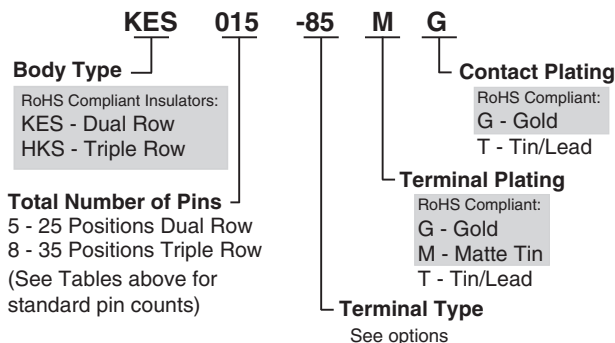 KES 015 -85 M G
Body Type
RoHS Compliant Insulators:
KES - Dual Row
HKS - Triple Row
Total Number of Pins
5 - 25 Positions Dual Row
8 - 35 Positions Triple Row
(See Tables above for
standard pin counts)
Contact Plating
RoHS Compliant:
G - Gold
T - Tin/Lead
Terminal Plating
RoHS Compliant:
G - Gold
M - Matte Tin
T - Tin/Lead
Terminal Type
See options